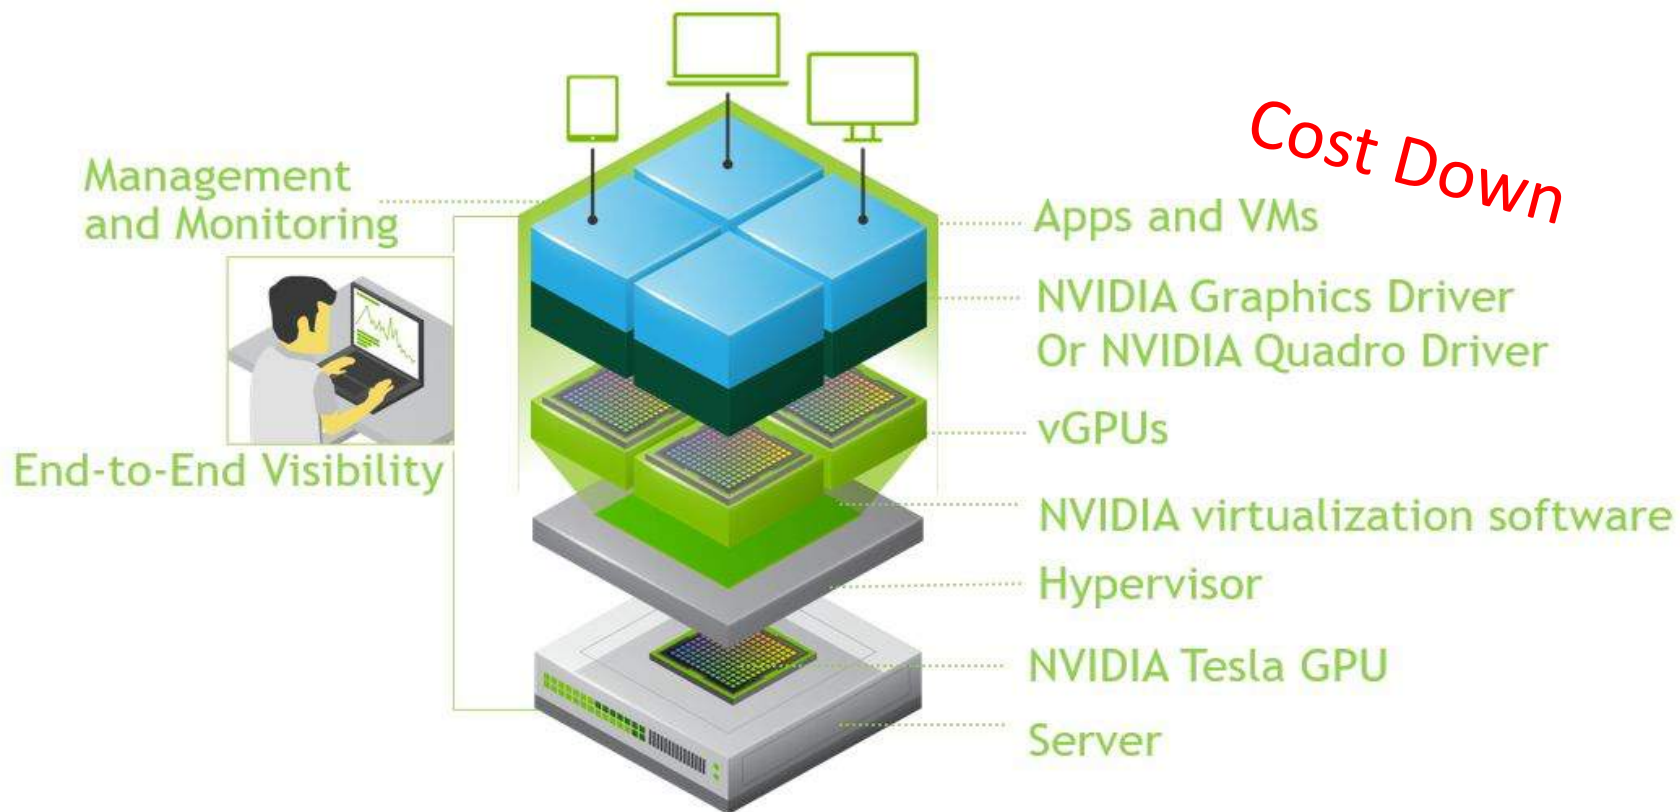 Cost Down
Management
and Monitoring
End-to-End Visibility
Apps and VMs
NVIDIA Graphics Driver
Or NVIDIA Quadro Driver
vGPUs
NVIDIA virtualization software
Hypervisor
NVIDIA Tesla GPU
Server